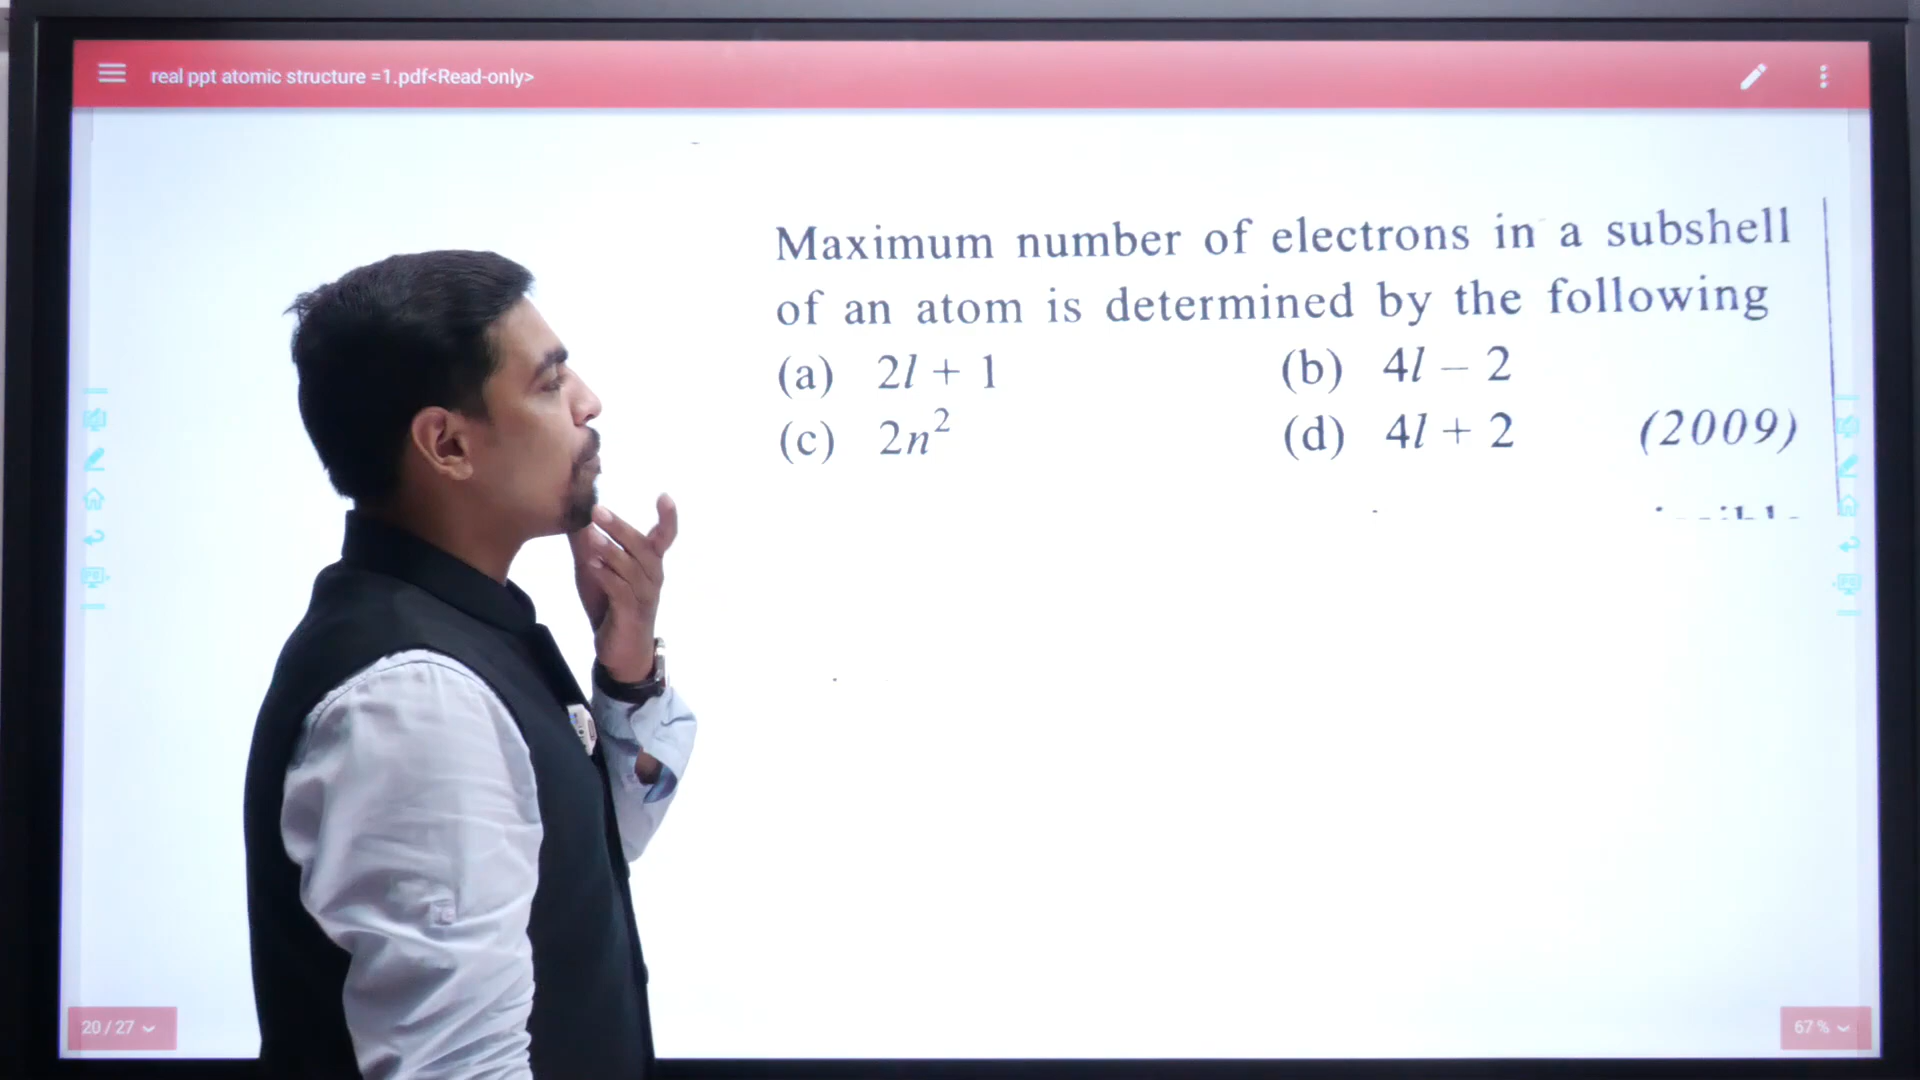 real ppt atomic structure =1.pdf<Read-only>
Maximum number of electrons in a subshell
of an atom is determined by the following
(a) 2l + 1 (b) 4l – 2
(c) 2n² (d) 4l + 2 (2009)
20 / 27
67 %